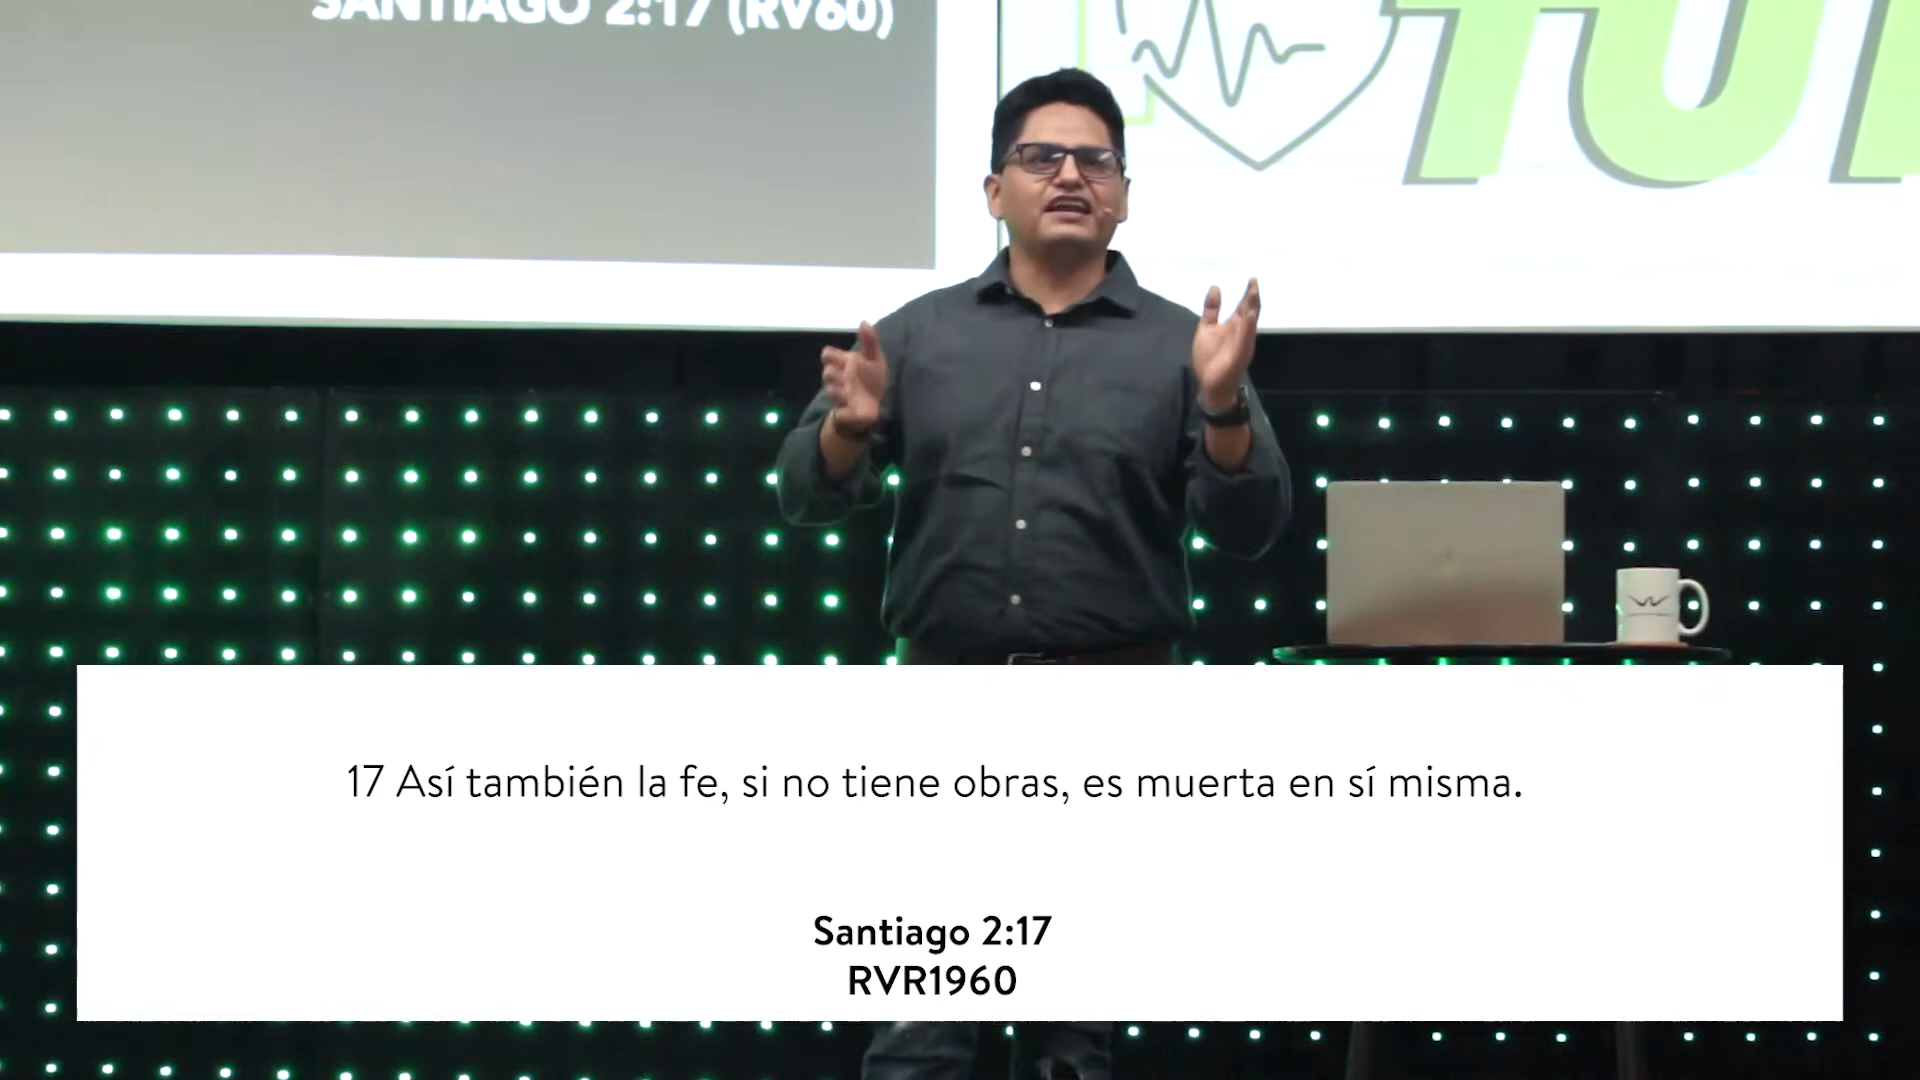 SANTIAGO 2:17 (RV60)
17 Así también la fe, si no tiene obras, es muerta en sí misma.
Santiago 2:17
RVR1960